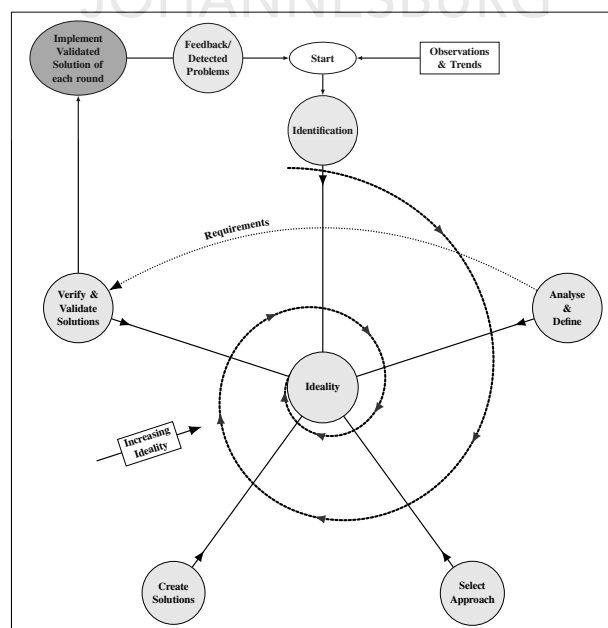 JOHANNESBURG
Implement
Validated
Solution of
each round
Feedback/
Detected
Problems
Start
Observations
& Trends
Identification
Requirements
Verify &
Validate
Solutions
Analyse
&
Define
Ideality
Increasing
Ideality
Create
Solutions
Select
Approach